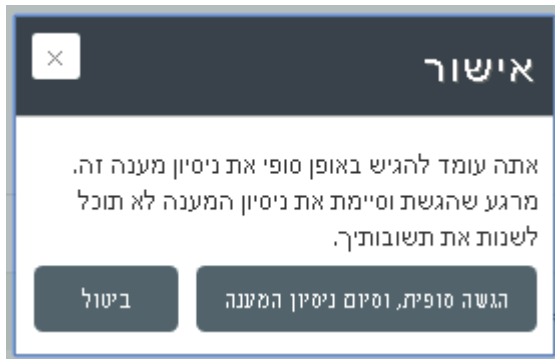 אישור
אתה עומד להגיש באופן סופי את ניסיון מענה זה.
מרגע שהגשת וסיימת את ניסיון המענה לא תוכל
לשנות את תשובותיך.
הגשה סופית, וסיום ניסיון המענה
ביטול